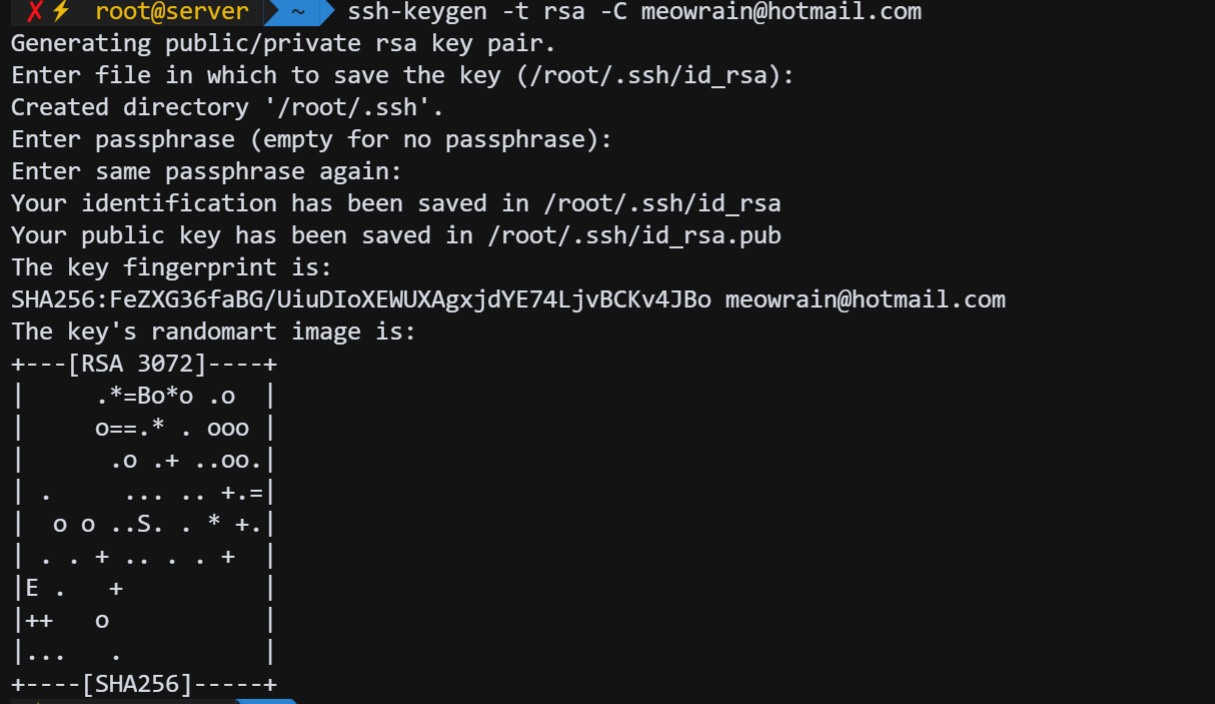 ✗⚡ root@server ~ ssh-keygen -t rsa -C meowrain@hotmail.com
Generating public/private rsa key pair.
Enter file in which to save the key (/root/.ssh/id_rsa):
Created directory '/root/.ssh'.
Enter passphrase (empty for no passphrase):
Enter same passphrase again:
Your identification has been saved in /root/.ssh/id_rsa
Your public key has been saved in /root/.ssh/id_rsa.pub
The key fingerprint is:
SHA256:FeZXG36faBG/UiuDIoXEWUXAgxjdYE74LjvBCKv4JBo meowrain@hotmail.com
The key's randomart image is:
+---[RSA 3072]----+
|     .*=Bo*o .o  |
|     o==.* . ooo |
|      .o .+ ..oo.|
| .     ... .. +.=|
|  o o ..S. . * +.|
| . . + .. . . +  |
|E .   +          |
|++   o           |
|...   .          |
+----[SHA256]-----+